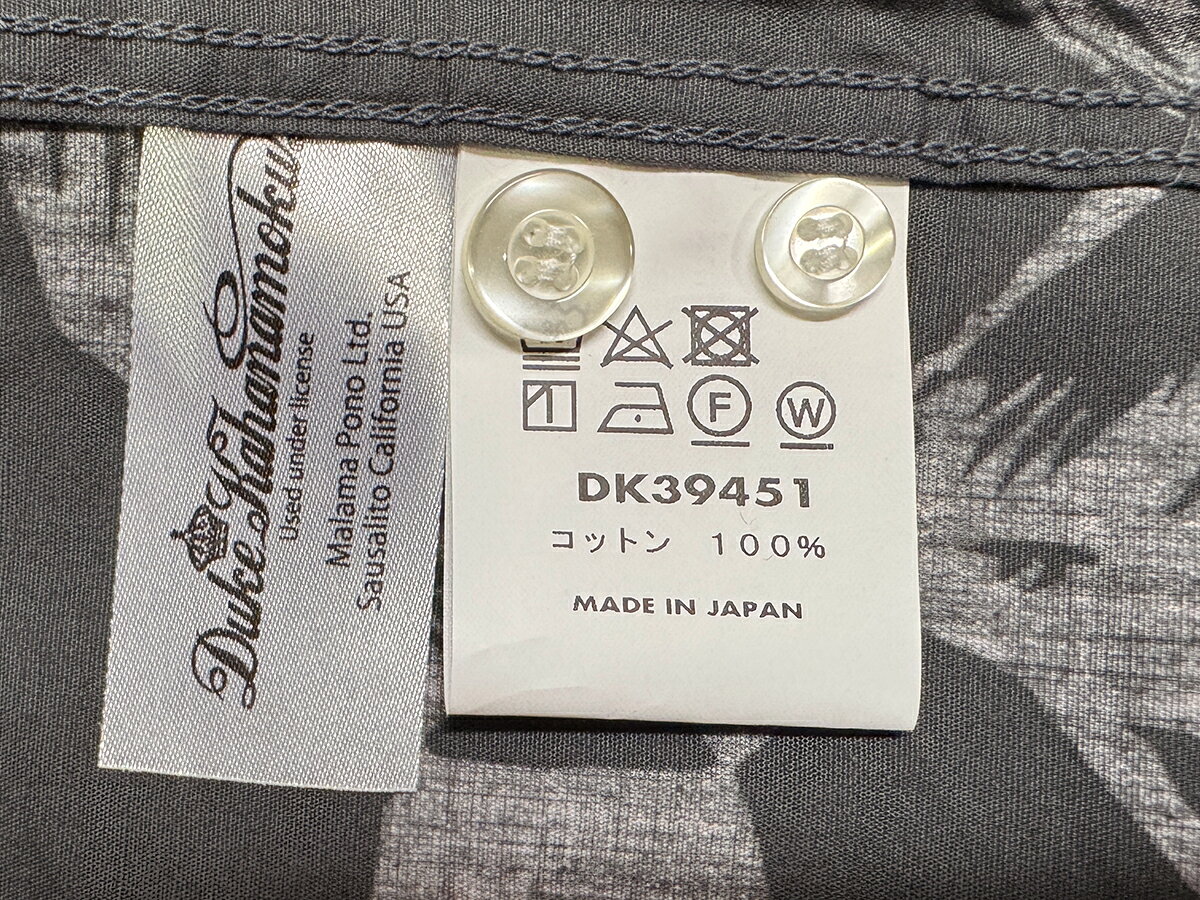 Duke Kahanamoku
Used under license
Malama Pono Ltd.
Sausalito California USA
F
W
DK39451
コットン 100%
MADE IN JAPAN